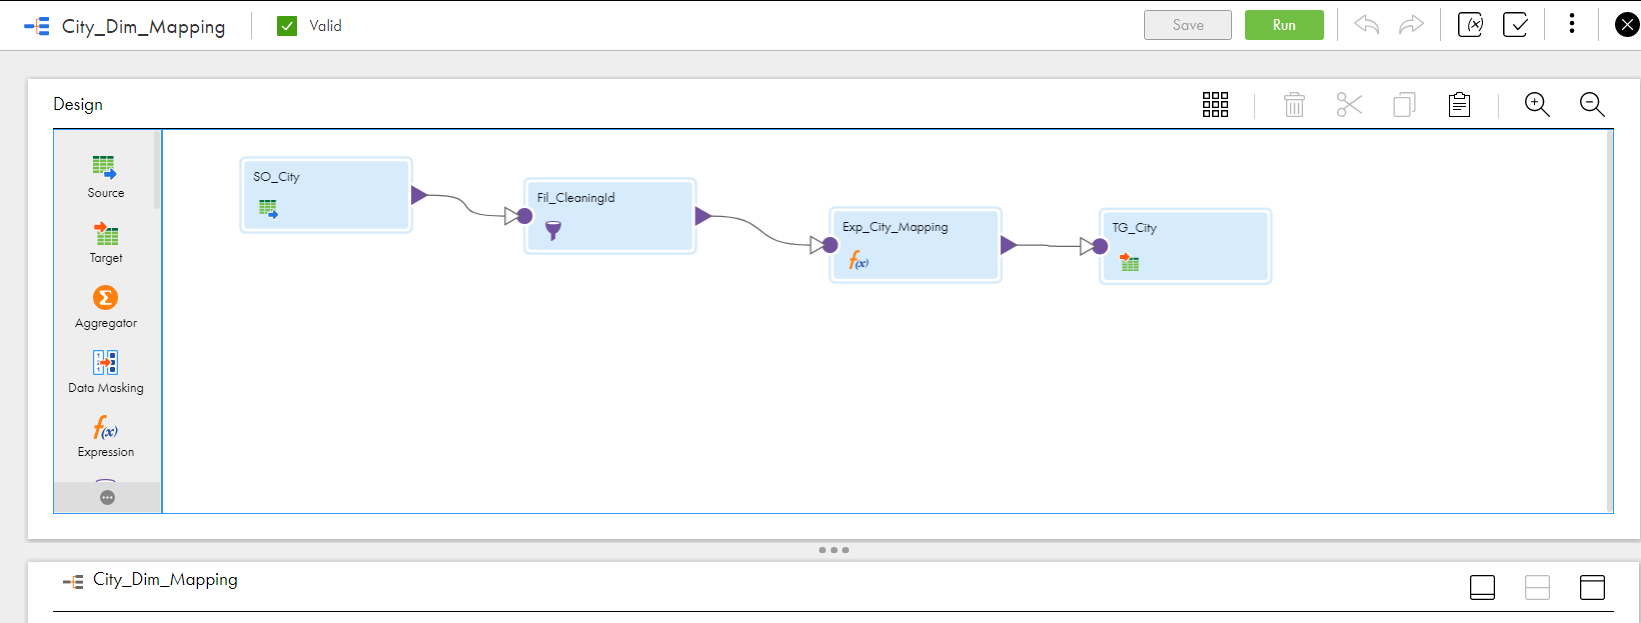 City_Dim_Mapping
Valid
Save
Run
Design
Source
Target
Aggregator
Data Masking
Expression
SO_City
Fil_CleaningId
Exp_City_Mapping
TG_City
City_Dim_Mapping